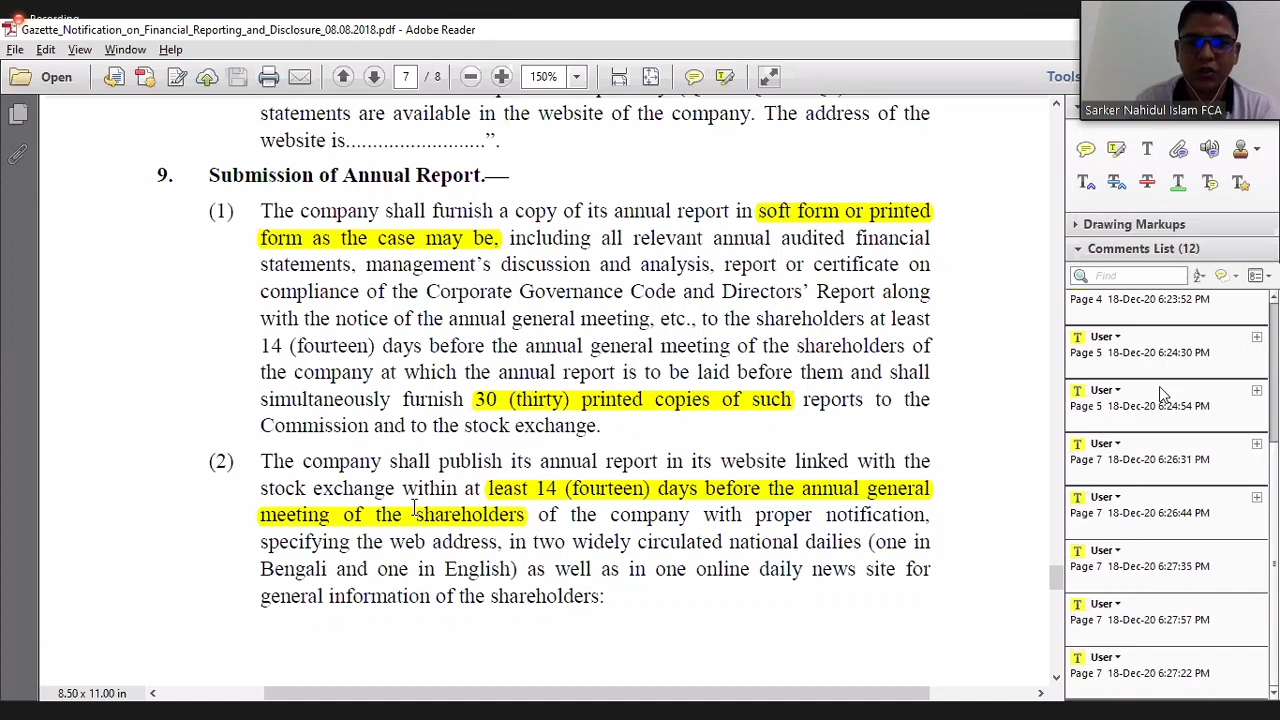 Recording
Gazette_Notification_on_Financial_Reporting_and_Disclosure_08.08.2018.pdf - Adobe Reader
File Edit View Window Help
Open 7 / 8 150% Tools
Sarker Nahidul Islam FCA
statements are available in the website of the company. The address of the
website is..........................”.
9. Submission of Annual Report.—
(1) The company shall furnish a copy of its annual report in soft form or printed
form as the case may be, including all relevant annual audited financial
statements, management’s discussion and analysis, report or certificate on
compliance of the Corporate Governance Code and Directors’ Report along
with the notice of the annual general meeting, etc., to the shareholders at least
14 (fourteen) days before the annual general meeting of the shareholders of
the company at which the annual report is to be laid before them and shall
simultaneously furnish 30 (thirty) printed copies of such reports to the
Commission and to the stock exchange.
(2) The company shall publish its annual report in its website linked with the
stock exchange within at least 14 (fourteen) days before the annual general
meeting of the shareholders of the company with proper notification,
specifying the web address, in two widely circulated national dailies (one in
Bengali and one in English) as well as in one online daily news site for
general information of the shareholders:
8.50 x 11.00 in
Drawing Markups
Comments List (12)
Find
Page 4 18-Dec-20 6:23:52 PM
User
Page 5 18-Dec-20 6:24:30 PM
User
Page 5 18-Dec-20 6:24:54 PM
User
Page 7 18-Dec-20 6:26:31 PM
User
Page 7 18-Dec-20 6:26:44 PM
User
Page 7 18-Dec-20 6:27:35 PM
User
Page 7 18-Dec-20 6:27:57 PM
User
Page 7 18-Dec-20 6:27:22 PM